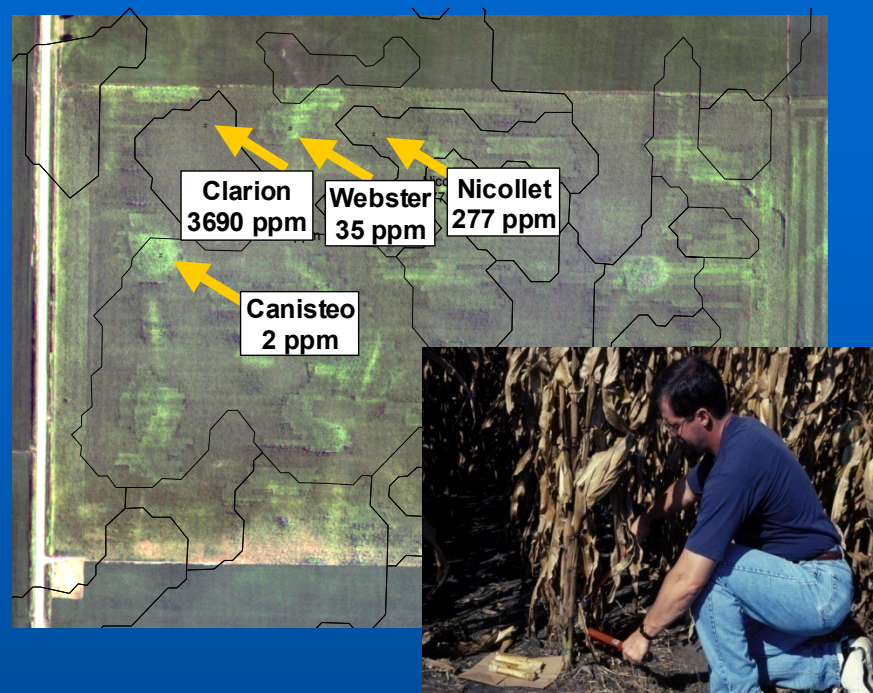 Clarion
3690 ppm
Webster
35 ppm
Nicollet
277 ppm
Canisteo
2 ppm